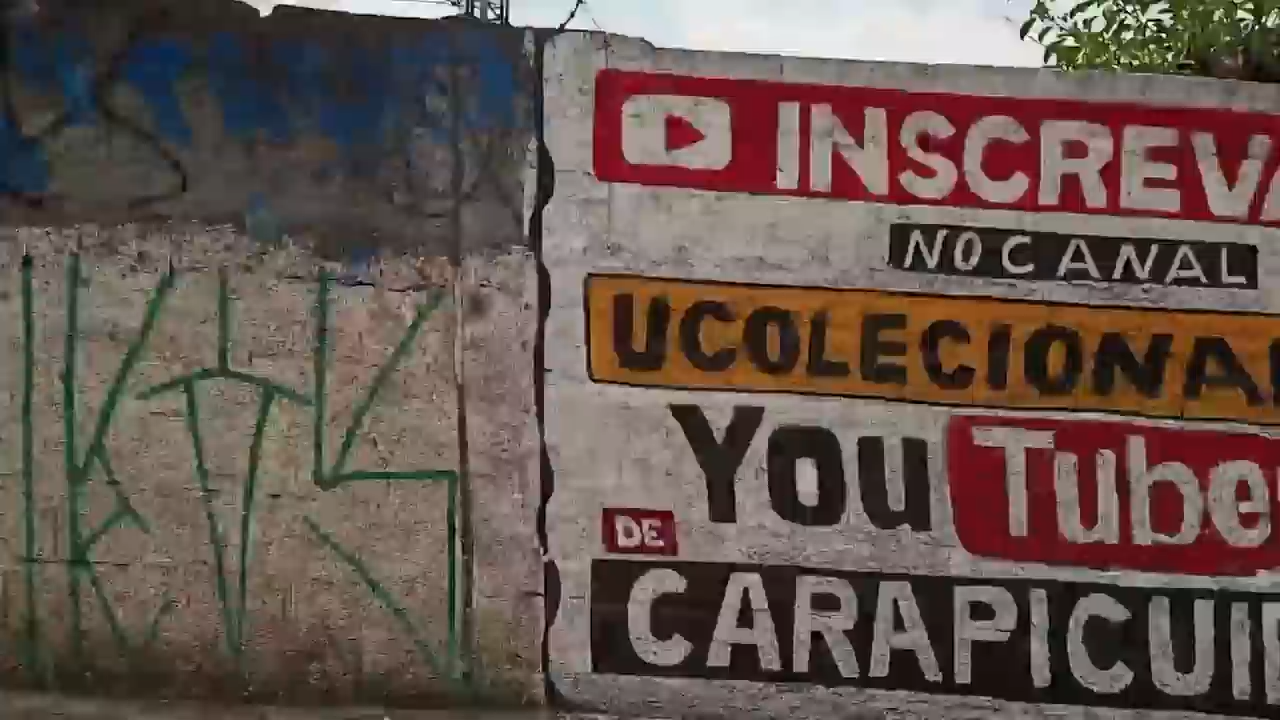 INSCREVA
NO CANAL
UCOLECIONA
YouTube
DE
CARAPICUI